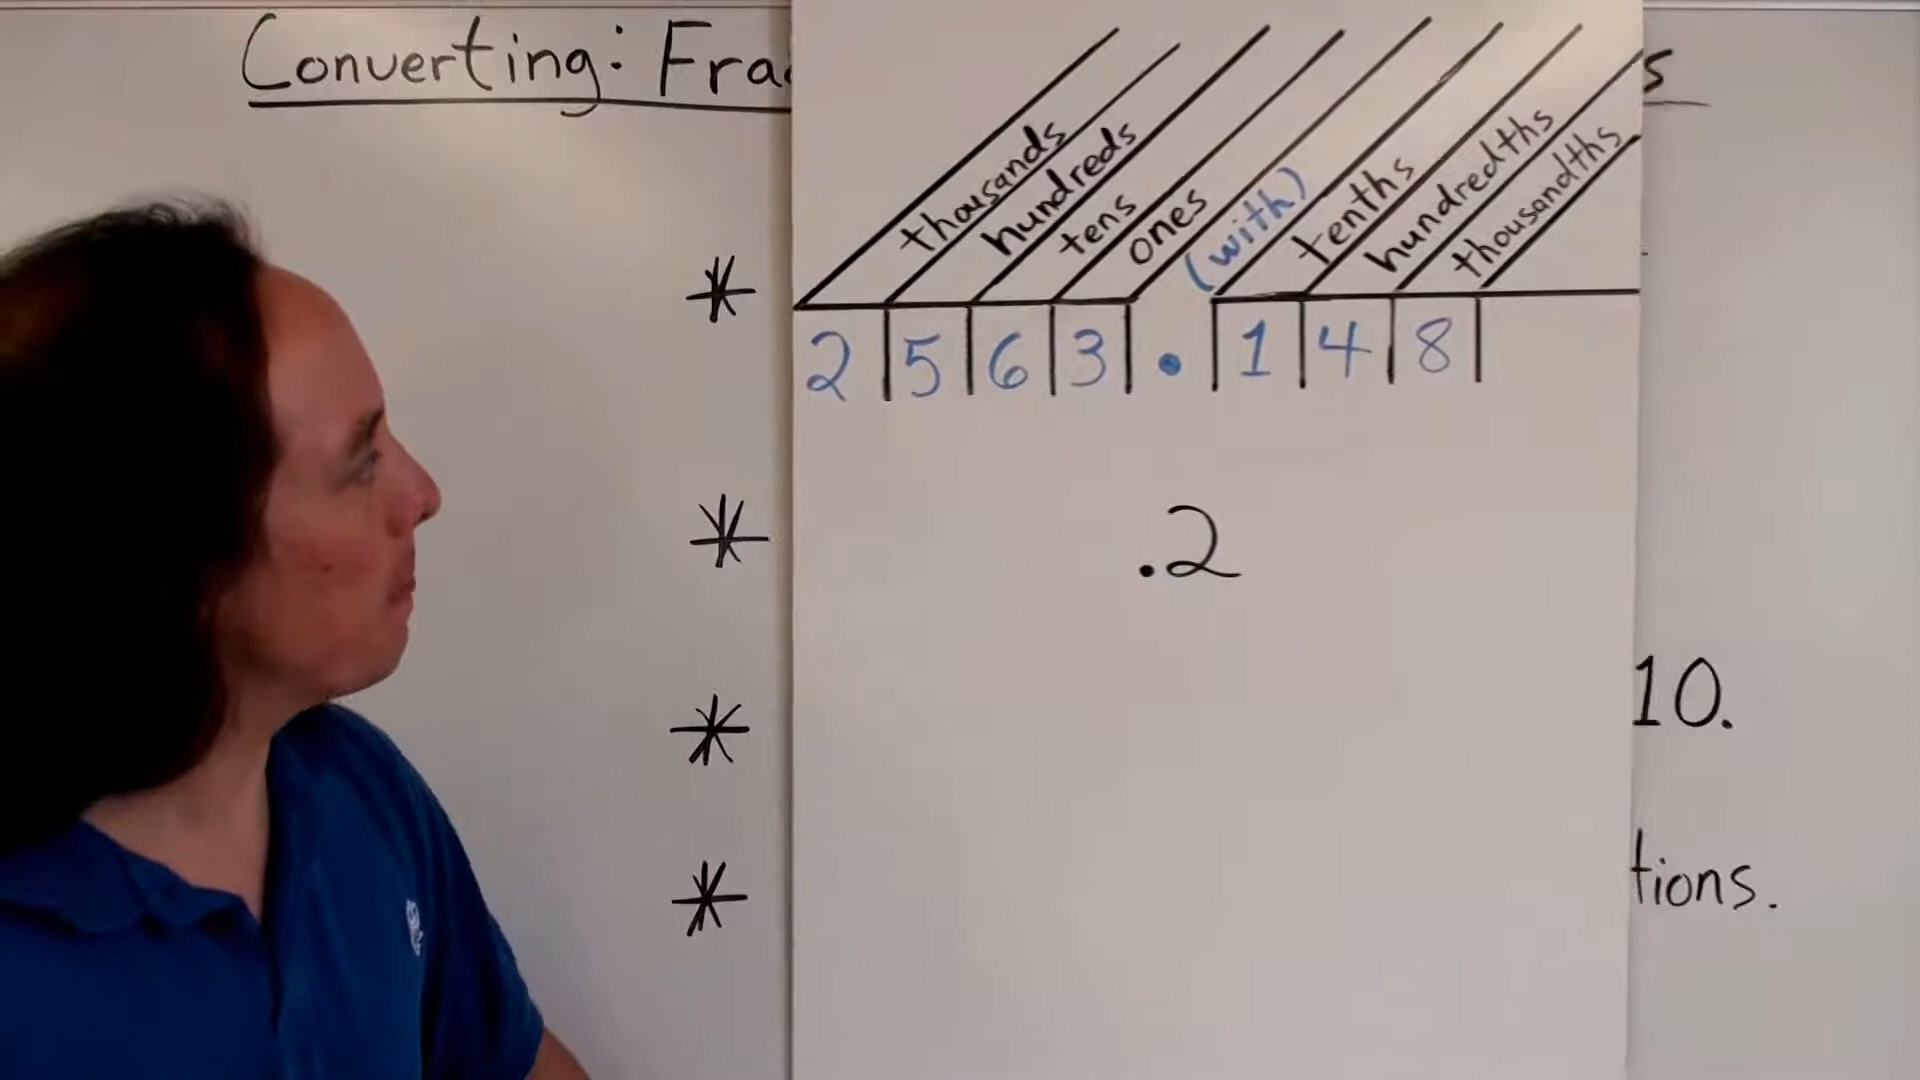 Converting: Fra
s
thousands hundreds tens ones (with) tenths hundredths thousandths
2 5 6 3 . 1 4 8
*
*
.2
*
10.
*
tions.